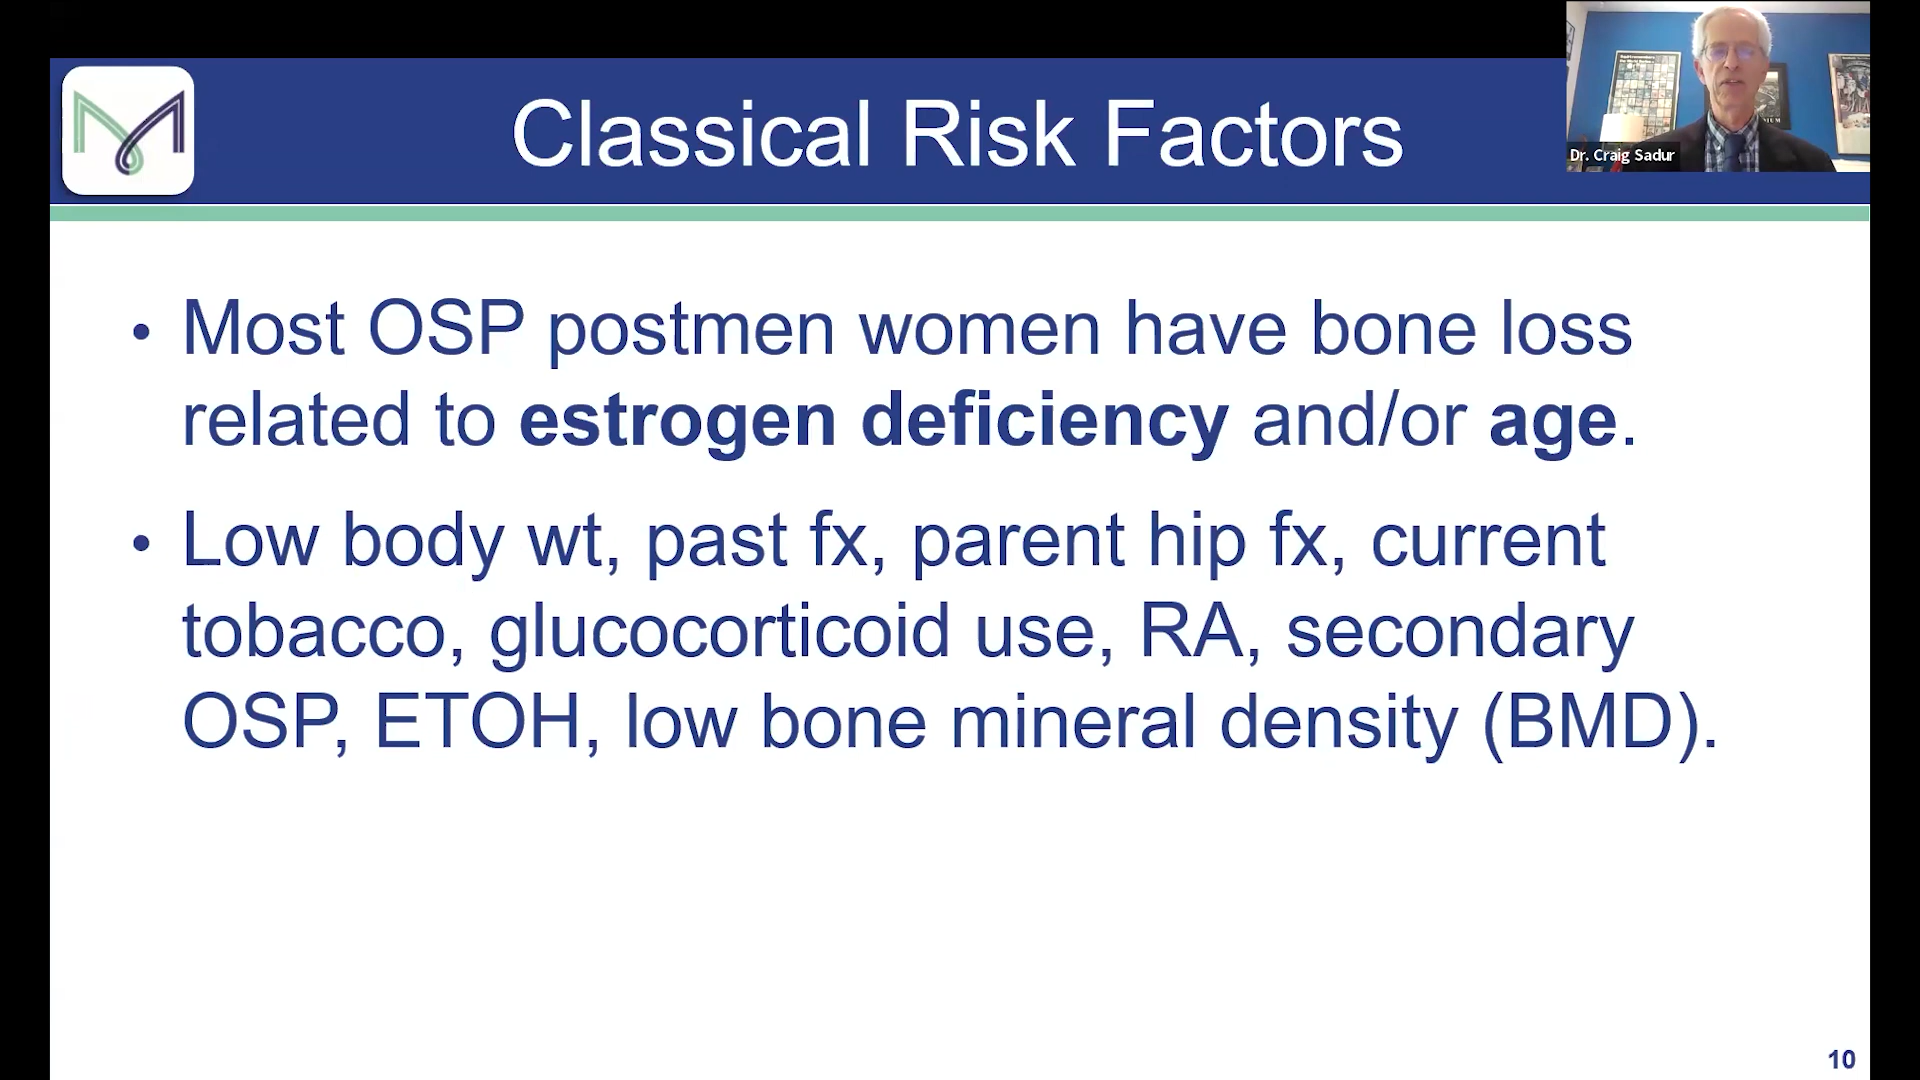 Classical Risk Factors
Dr. Craig Sadur
• Most OSP postmen women have bone loss
related to estrogen deficiency and/or age.
• Low body wt, past fx, parent hip fx, current
tobacco, glucocorticoid use, RA, secondary
OSP, ETOH, low bone mineral density (BMD).
10